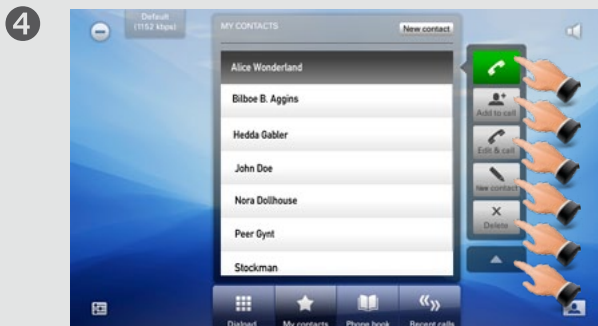 4
Default
(1152 kbps)
MY CONTACTS
New contact
Alice Wonderland
Bilboe B. Aggins
Hedda Gabler
John Doe
Nora Dollhouse
Peer Gynt
Stockman
Add to call
Edit & call
New contact
Delete
Dialpad
My contacts
Phone book
Recent calls